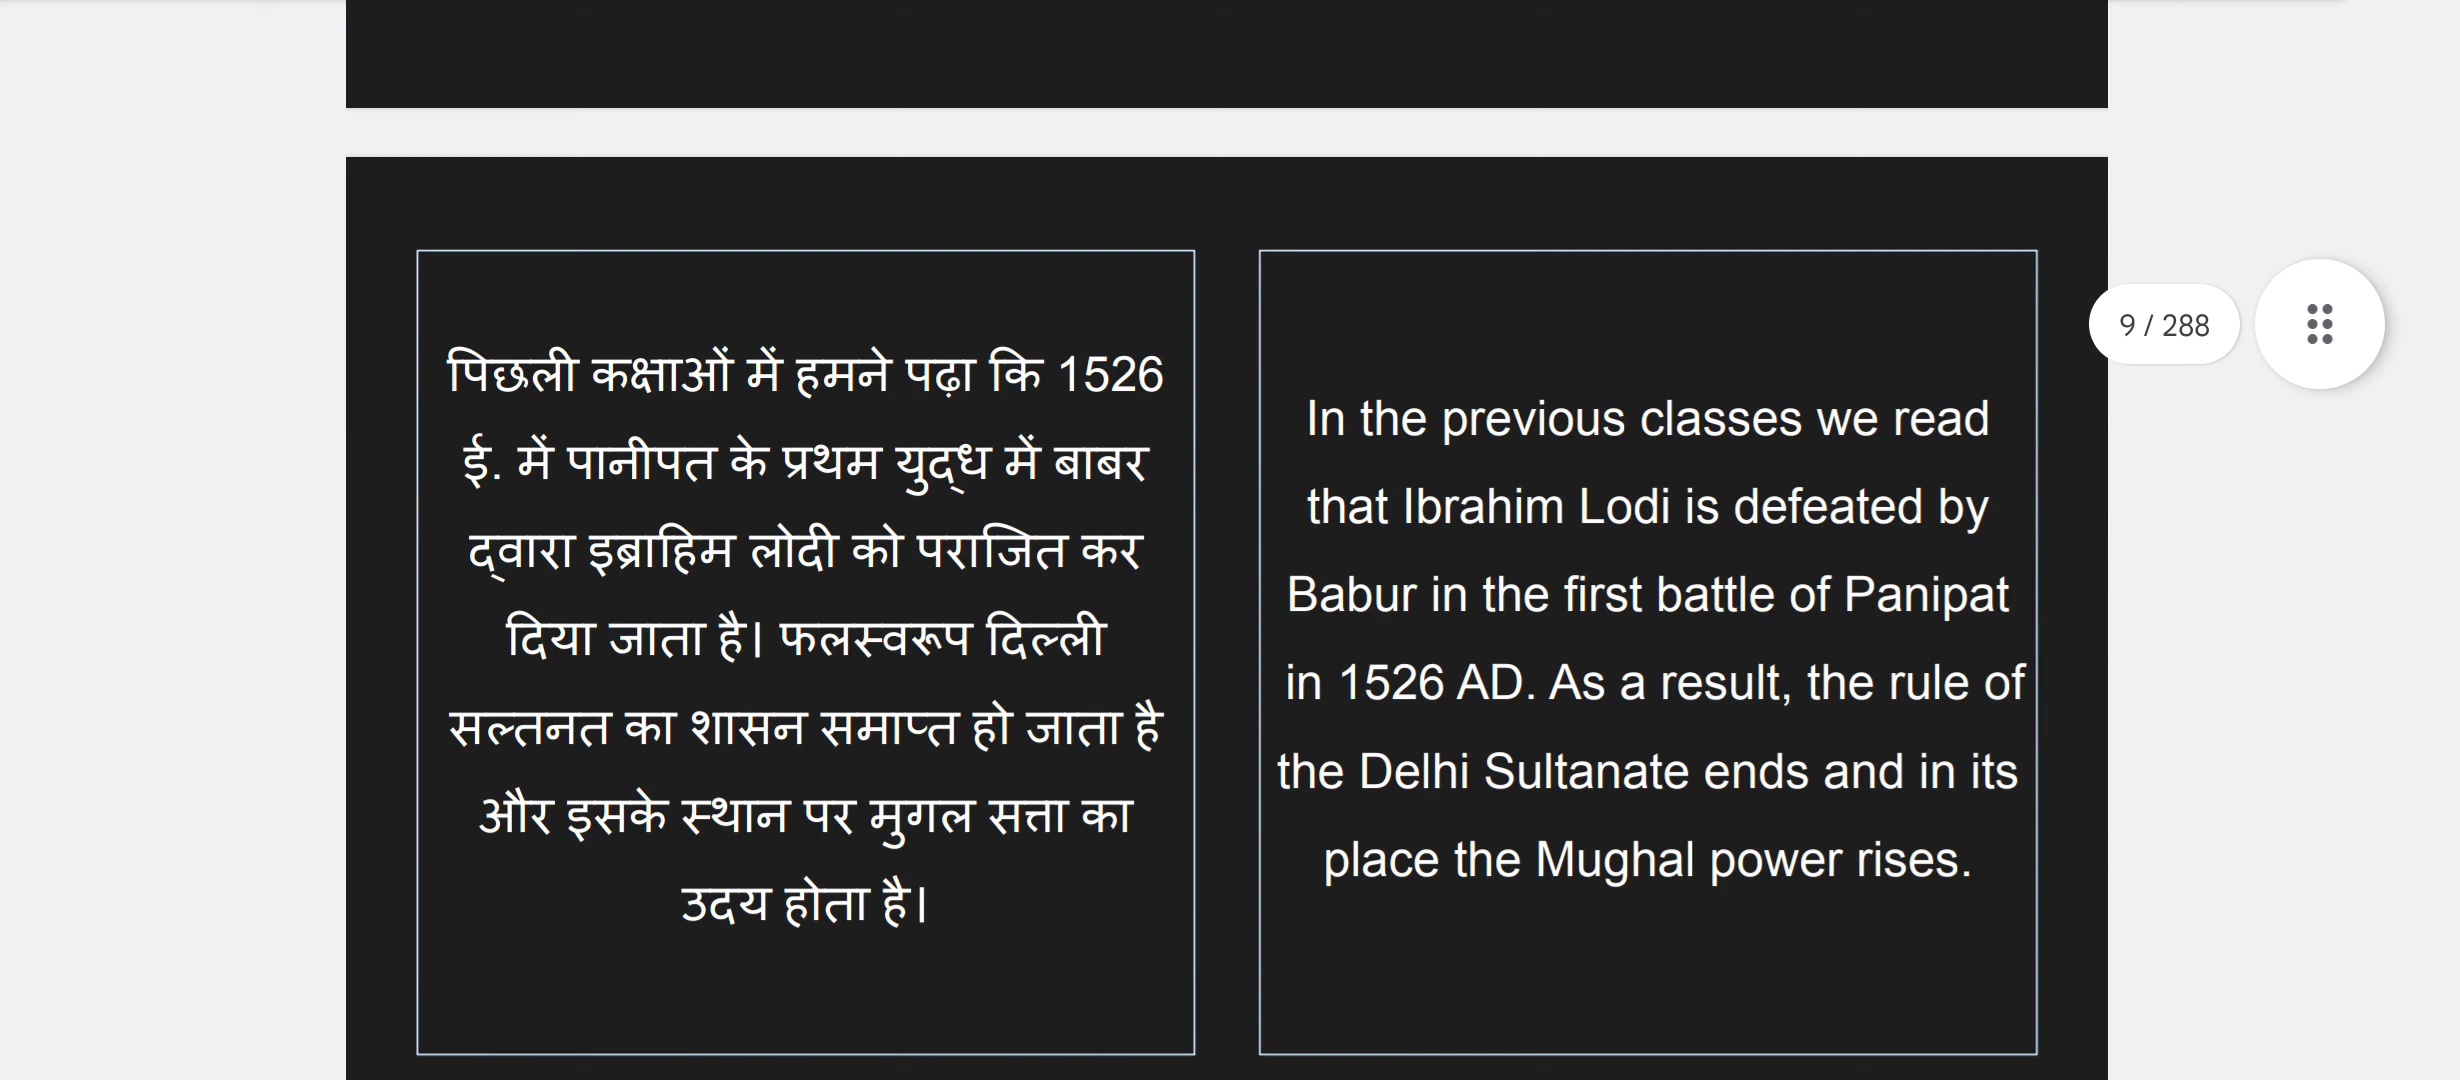 पिछली कक्षाओं में हमने पढ़ा कि 1526
ई. में पानीपत के प्रथम युद्ध में बाबर
द्वारा इब्राहिम लोदी को पराजित कर
दिया जाता है। फलस्वरूप दिल्ली
सल्तनत का शासन समाप्त हो जाता है
और इसके स्थान पर मुगल सत्ता का
उदय होता है।
In the previous classes we read
that Ibrahim Lodi is defeated by
Babur in the first battle of Panipat
in 1526 AD. As a result, the rule of
the Delhi Sultanate ends and in its
place the Mughal power rises.
9 / 288